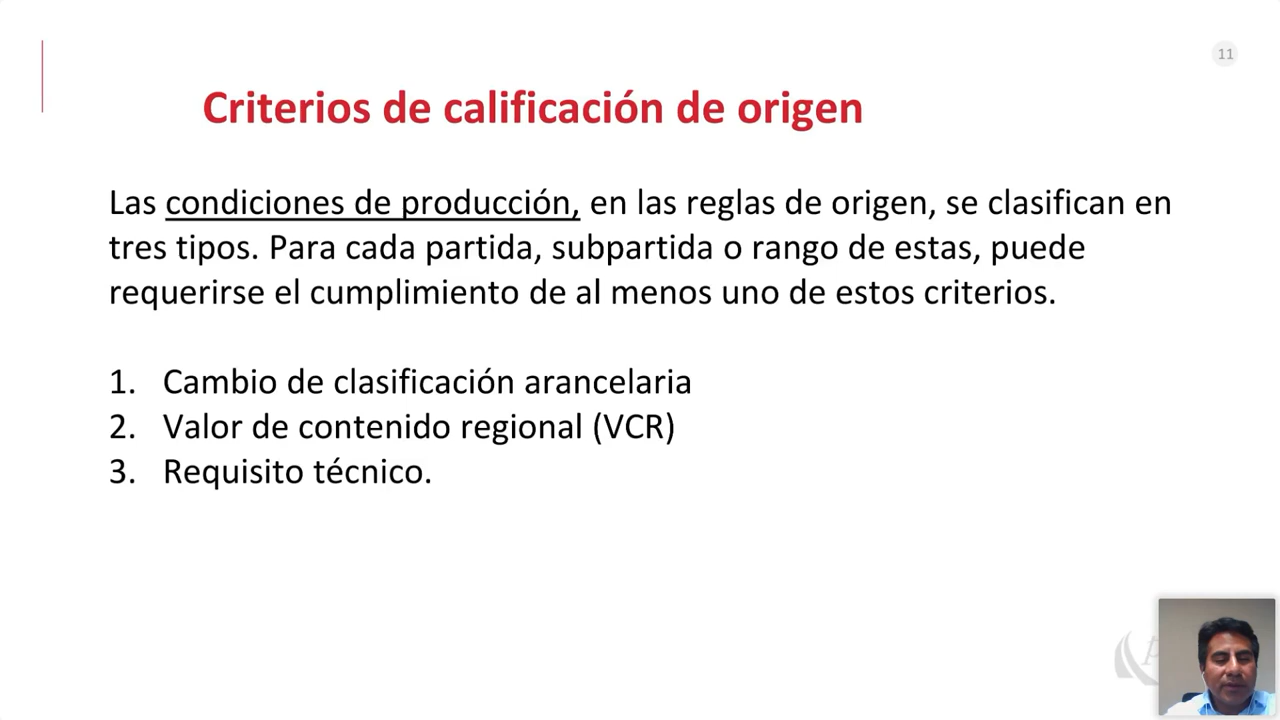 11
Criterios de calificación de origen
Las condiciones de producción, en las reglas de origen, se clasifican en
tres tipos. Para cada partida, subpartida o rango de estas, puede
requerirse el cumplimiento de al menos uno de estos criterios.
1. Cambio de clasificación arancelaria
2. Valor de contenido regional (VCR)
3. Requisito técnico.